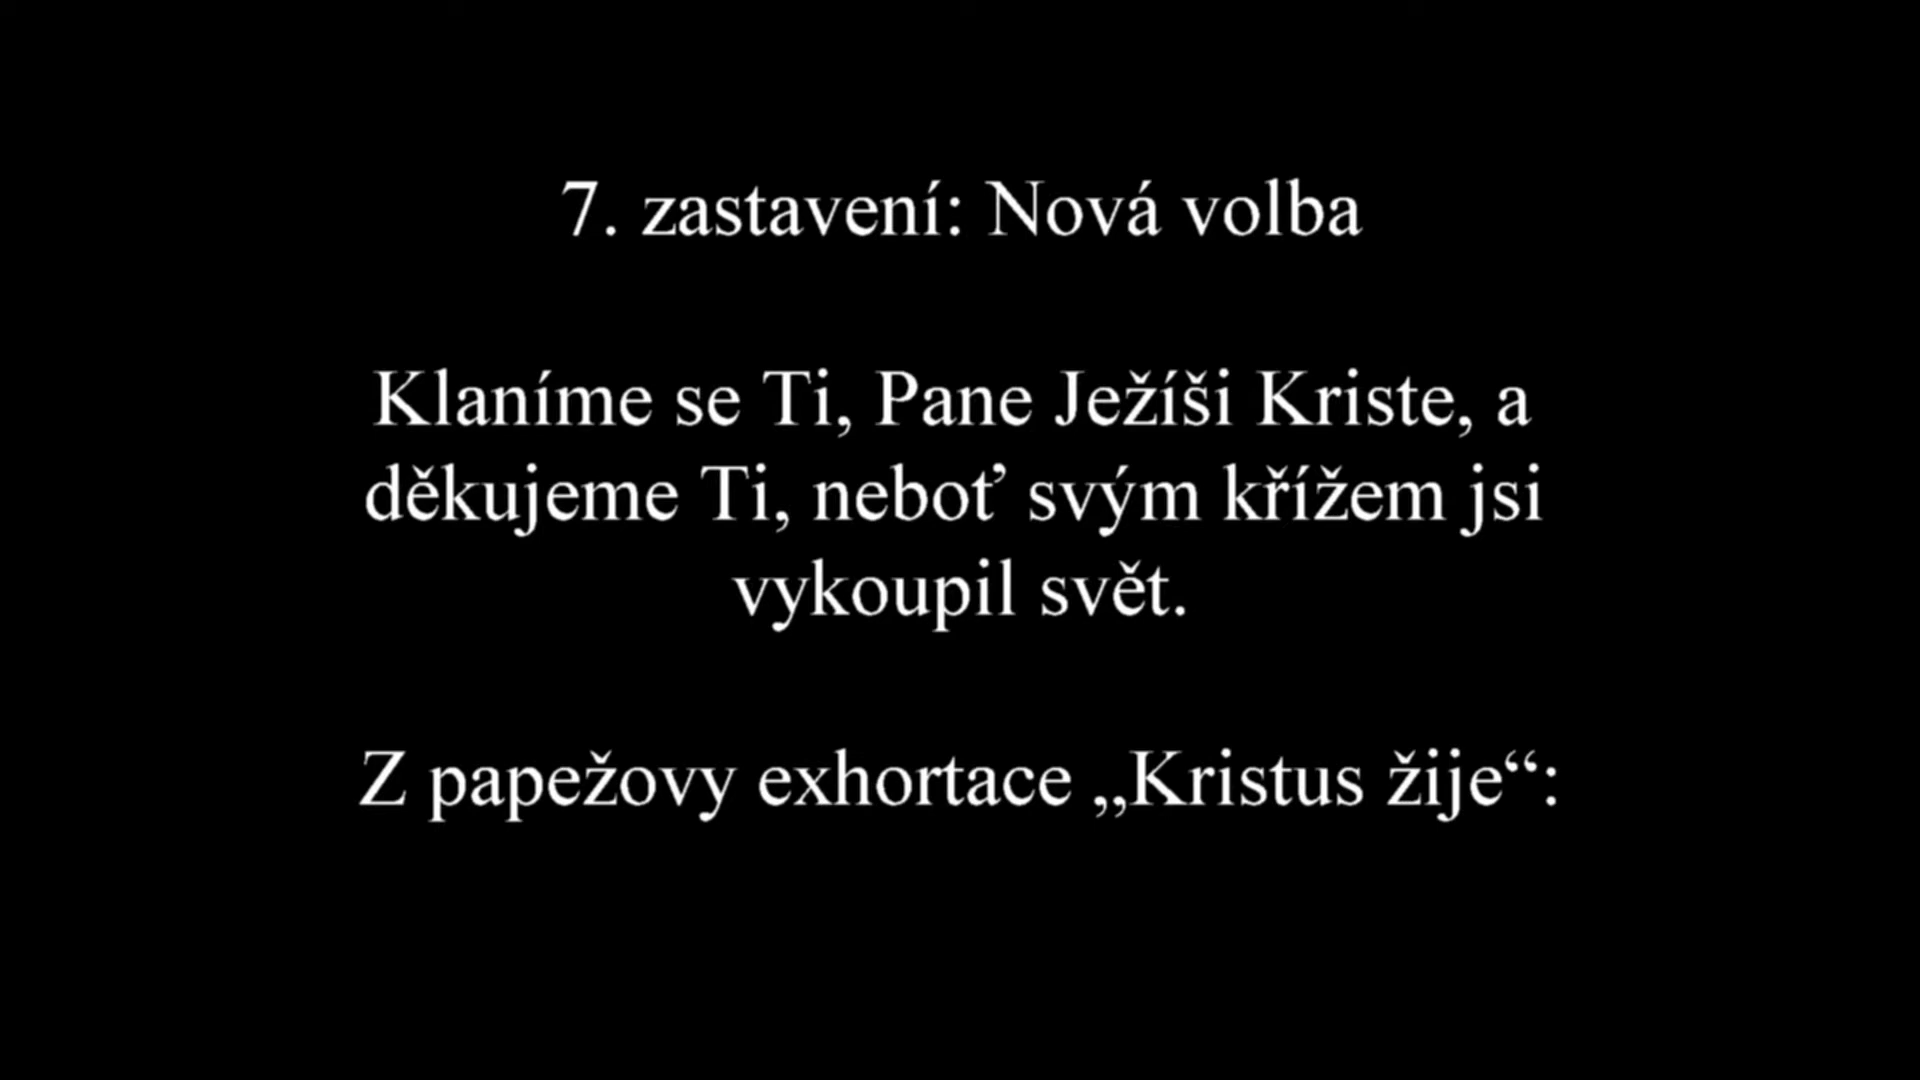 7. zastavení: Nová volba
Klaníme se Ti, Pane Ježíši Kriste, a
děkujeme Ti, neboť svým křížem jsi
vykoupil svět.
Z papežovy exhortace „Kristus žije“: